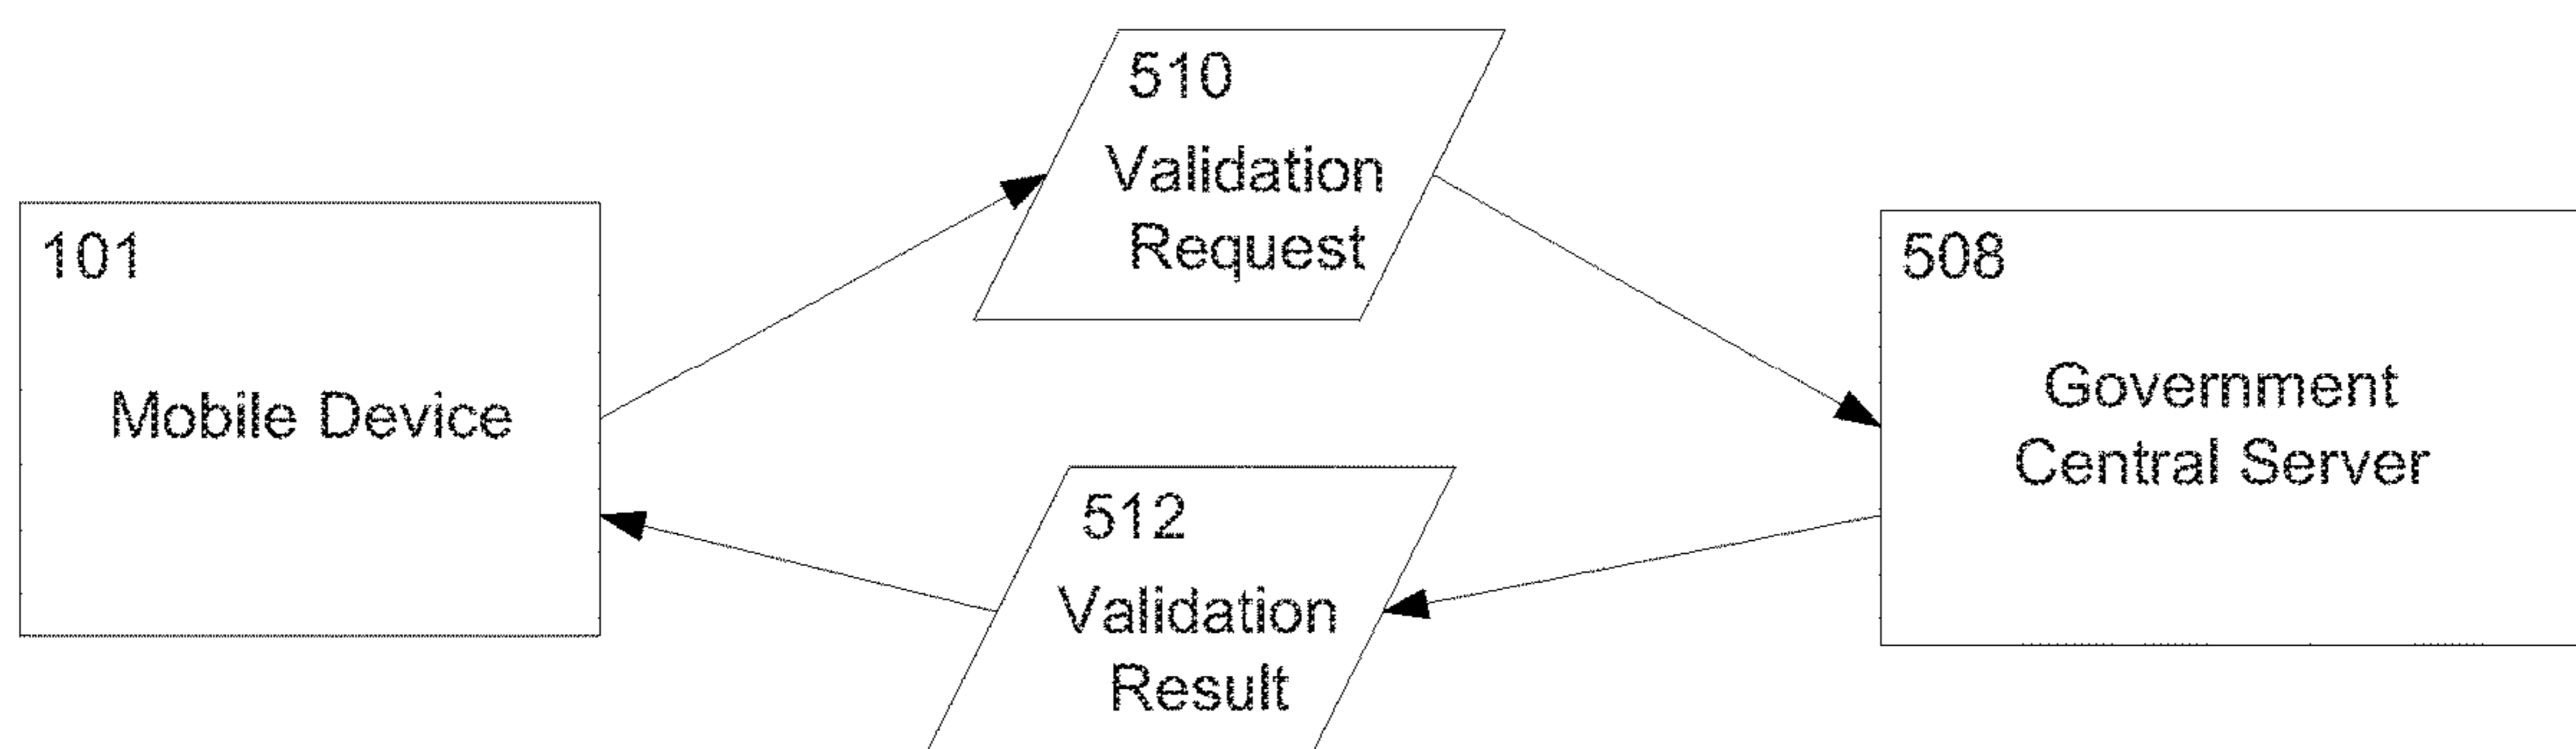 510
Validation
Request
101
Mobile Device
508
Government
Central Server
512
Validation
Result